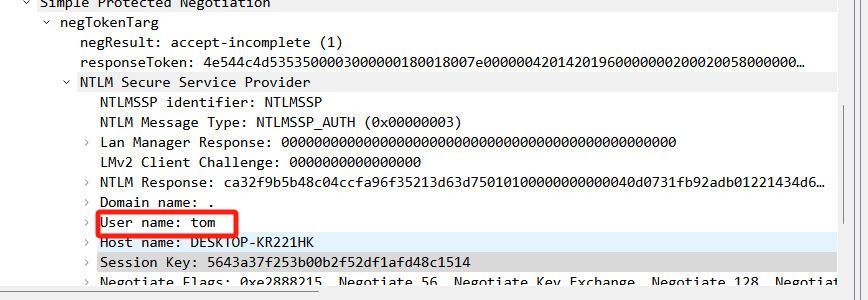 Simple Protected Negotiation
negTokenTarg
negResult: accept-incomplete (1)
responseToken: 4e544c4d5353500003000000180018007e0000004201420196000000020002005800000…
NTLM Secure Service Provider
NTLMSSP identifier: NTLMSSP
NTLM Message Type: NTLMSSP_AUTH (0x00000003)
Lan Manager Response: 000000000000000000000000000000000000000000000000
LMv2 Client Challenge: 0000000000000000
NTLM Response: ca32f9b5b48c04ccfa96f35213d63d75010100000000000040d0731fb92adb01221434d6…
Domain name: .
User name: tom
Host name: DESKTOP-KR221HK
Session Key: 5643a37f253b00b2f52df1afd48c1514
Negotiate Flags: 0xe2888215, Negotiate 56, Negotiate Key Exchange, Negotiate 128, Negotiat